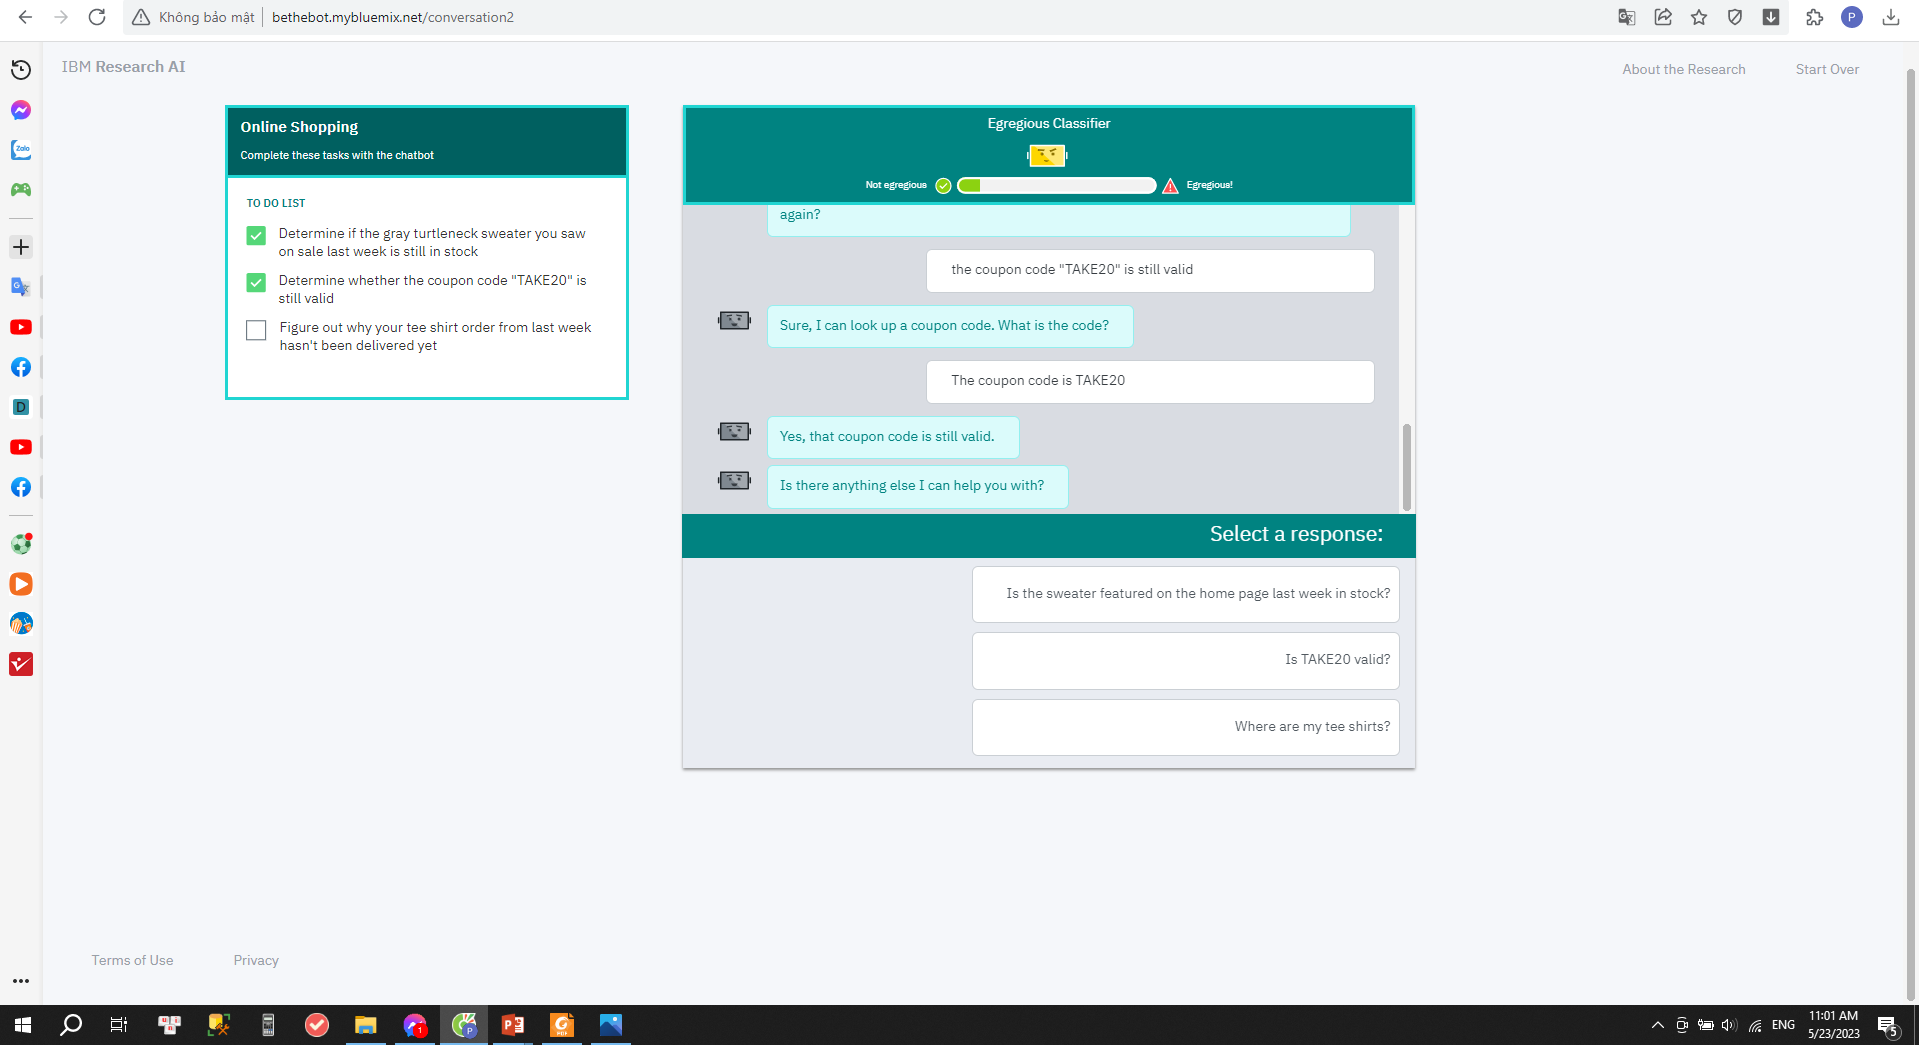 Không bảo mật
bethebot.mybluemix.net/conversation2
P
IBM Research AI
About the Research
Start Over
Zalo
Online Shopping
Complete these tasks with the chatbot
TO DO LIST
Determine if the gray turtleneck sweater you saw
on sale last week is still in stock
Determine whether the coupon code "TAKE20" is
still valid
Figure out why your tee shirt order from last week
hasn't been delivered yet
Egregious Classifier
Not egregious
Egregious!
again?
the coupon code "TAKE20" is still valid
Sure, I can look up a coupon code. What is the code?
The coupon code is TAKE20
Yes, that coupon code is still valid.
Is there anything else I can help you with?
Select a response:
Is the sweater featured on the home page last week in stock?
Is TAKE20 valid?
Where are my tee shirts?
D
Terms of Use
Privacy
1
P
ENG
11:01 AM
5/23/2023
5